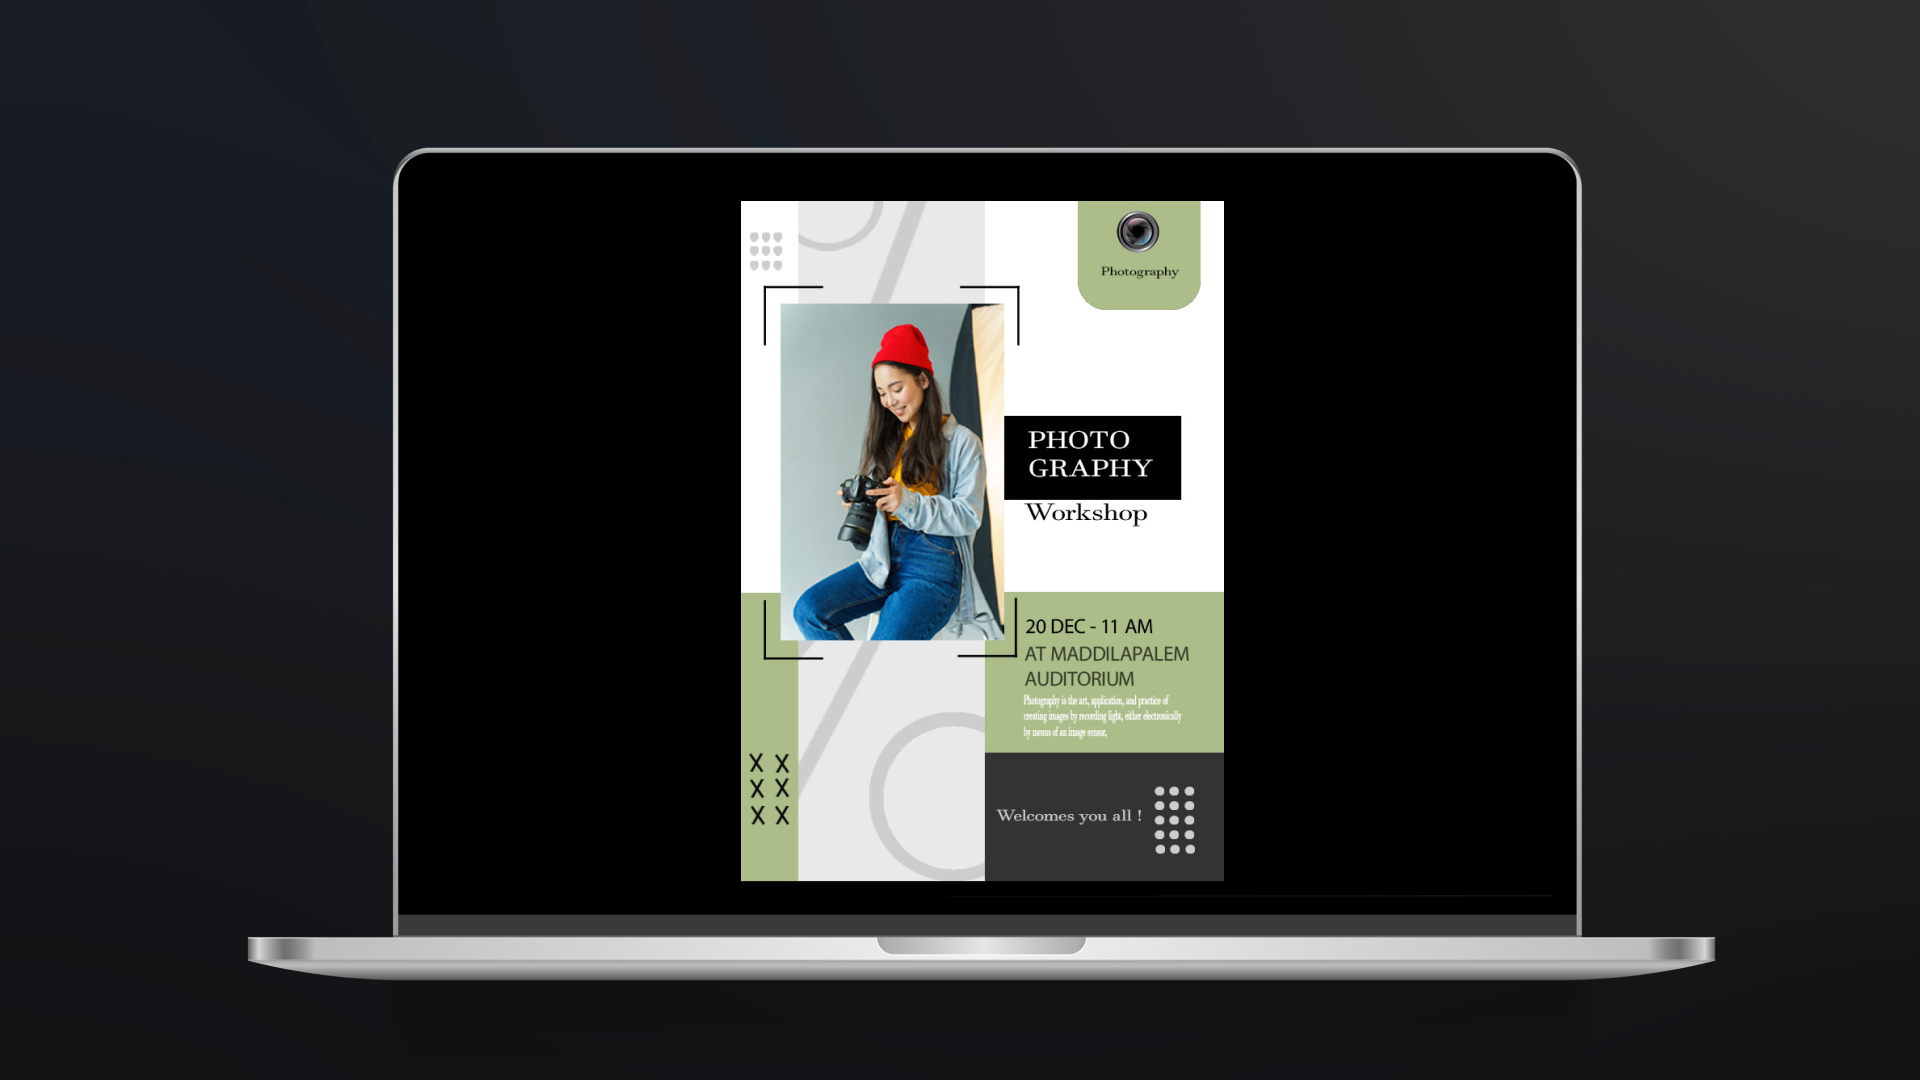 Photography
PHOTO
GRAPHY
Workshop
20 DEC - 11 AM
AT MADDILAPALEM
AUDITORIUM
Photography is the art, application, and practice of
creating images by recording light, either electronically
by means of an image sensor,
X X
X X
X X
Welcomes you all !